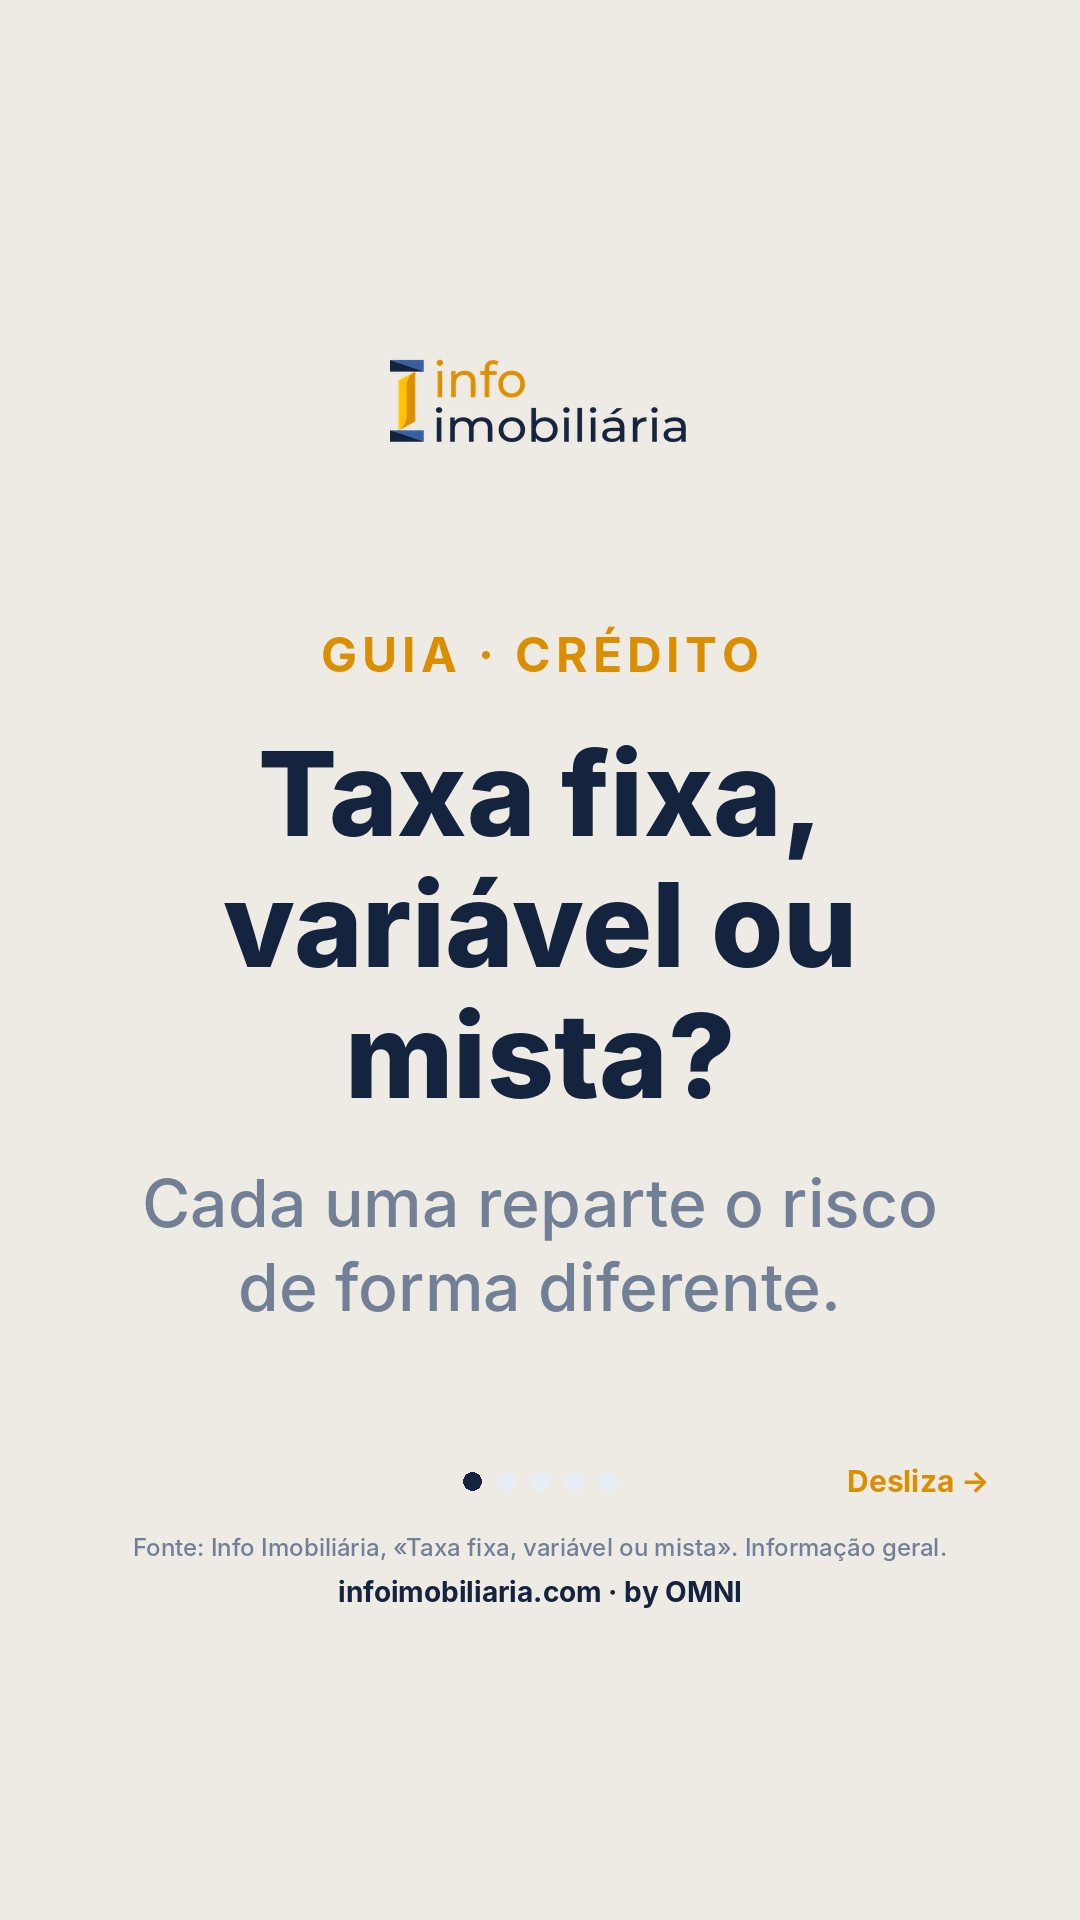 info
imobiliária
GUIA · CRÉDITO
Taxa fixa,
variável ou
mista?
Cada uma reparte o risco
de forma diferente.
Desliza →
Fonte: Info Imobiliária, «Taxa fixa, variável ou mista». Informação geral.
infoimobiliaria.com · by OMNI